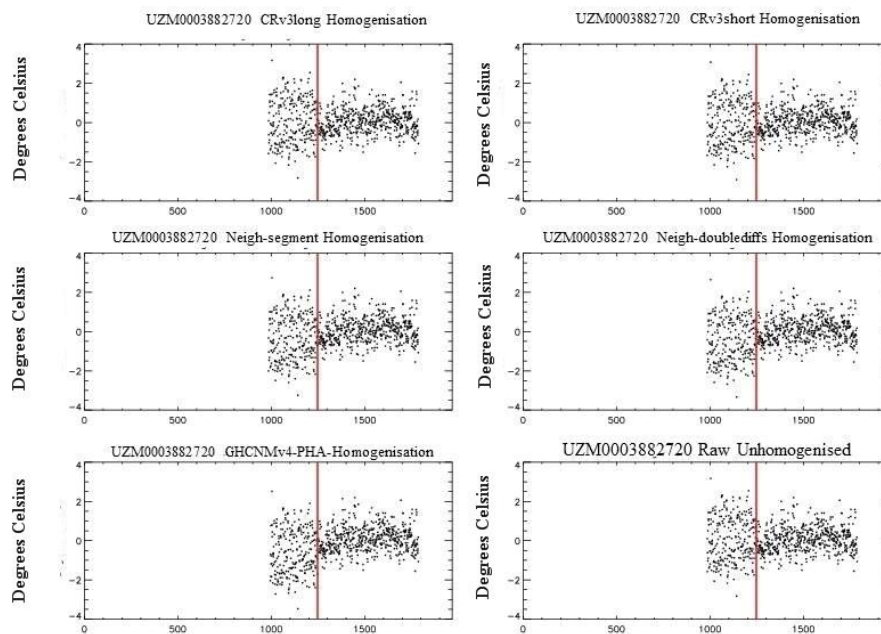 UZM0003882720 CRv3long Homogenisation
Degrees Celsius
4
2
0
−2
−4
0 500 1000 1500
UZM0003882720 CRv3short Homogenisation
Degrees Celsius
4
2
0
−2
−4
0 500 1000 1500
UZM0003882720 Neigh-segment Homogenisation
Degrees Celsius
4
2
0
−2
−4
0 500 1000 1500
UZM0003882720 Neigh-doublediffs Homogenisation
Degrees Celsius
4
2
0
−2
−4
0 500 1000 1500
UZM0003882720 GHCNMv4-PHA-Homogenisation
Degrees Celsius
4
2
0
−2
−4
0 500 1000 1500
UZM0003882720 Raw Unhomogenised
Degrees Celsius
4
2
0
−2
−4
0 500 1000 1500